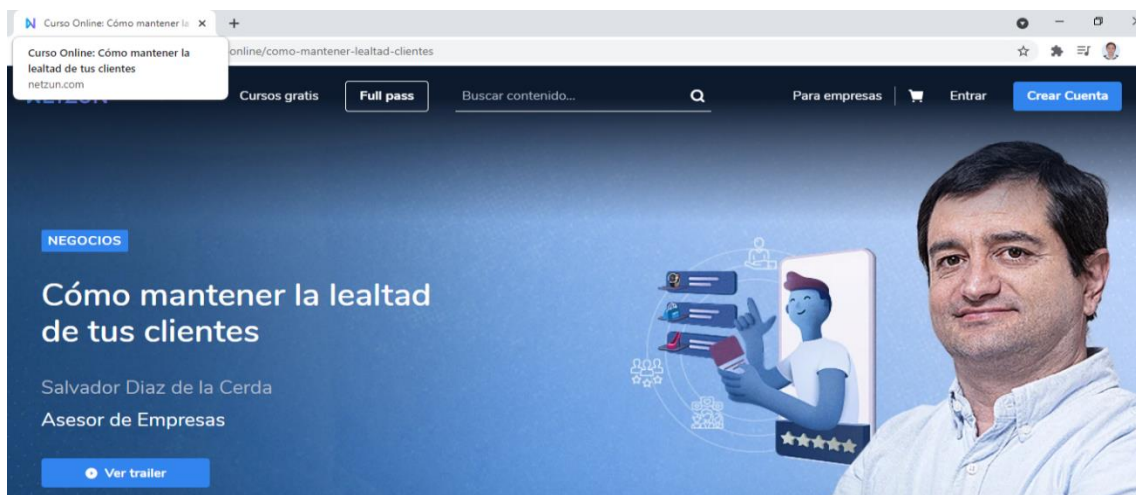 Curso Online: Cómo mantener la
Curso Online: Cómo mantener la
lealtad de tus clientes
netzun.com
online/como-mantener-lealtad-clientes
Cursos gratis Full pass Buscar contenido... Para empresas Entrar Crear Cuenta
NEGOCIOS
Cómo mantener la lealtad
de tus clientes
Salvador Diaz de la Cerda
Asesor de Empresas
Ver trailer